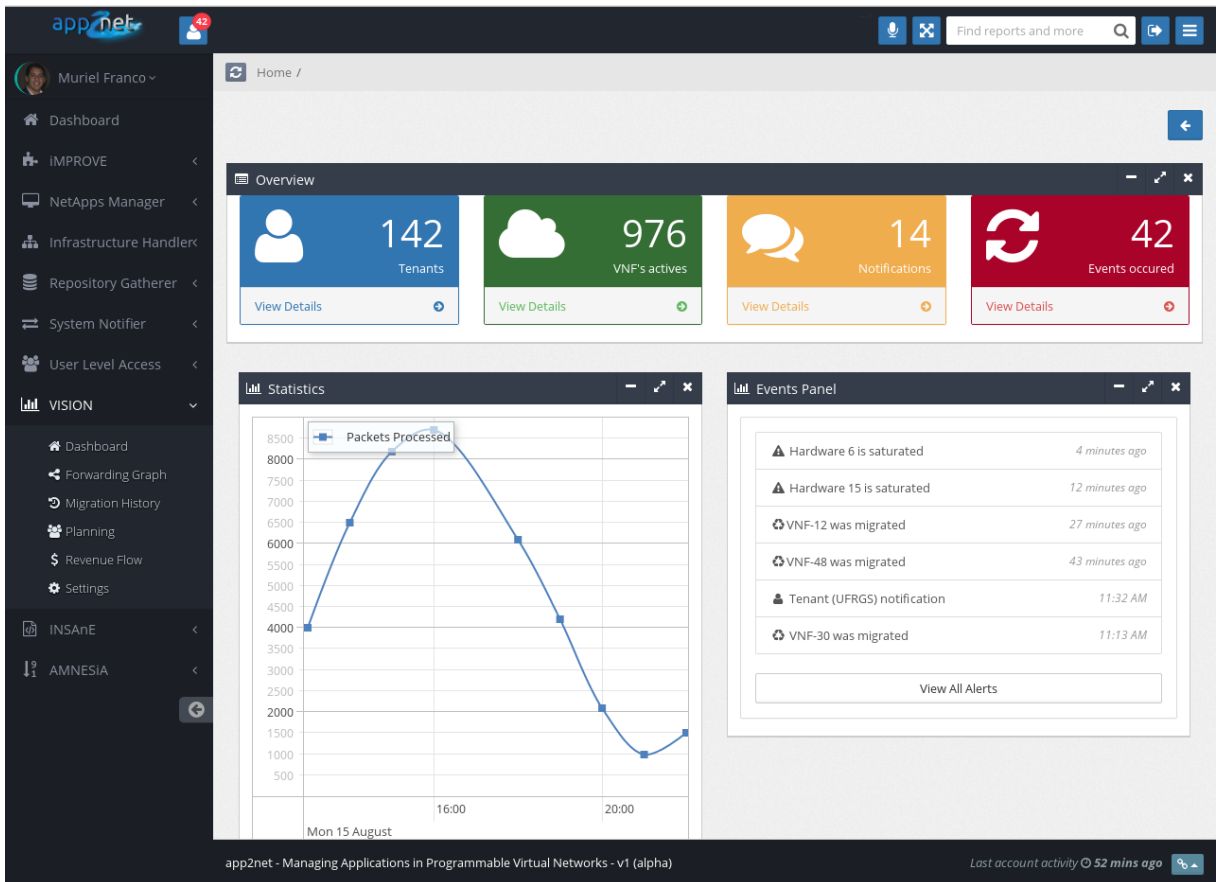 app2net
42
Find reports and more
Muriel Franco
Home /
Dashboard
iMPROVE
NetApps Manager
Infrastructure Handler
Repository Gatherer
System Notifier
User Level Access
VISION
Dashboard
Forwarding Graph
Migration History
Planning
$ Revenue Flow
Settings
INSAnE
AMNESiA
Overview
142
Tenants
View Details
976
VNF's actives
View Details
14
Notifications
View Details
42
Events occured
View Details
Statistics
Packets Processed
8500
8000
7500
7000
6500
6000
5500
5000
4500
4000
3500
3000
2500
2000
1500
1000
500
16:00
20:00
Mon 15 August
Events Panel
Hardware 6 is saturated 4 minutes ago
Hardware 15 is saturated 12 minutes ago
VNF-12 was migrated 27 minutes ago
VNF-48 was migrated 43 minutes ago
Tenant (UFRGS) notification 11:32 AM
VNF-30 was migrated 11:13 AM
View All Alerts
app2net - Managing Applications in Programmable Virtual Networks - v1 (alpha)
Last account activity 52 mins ago